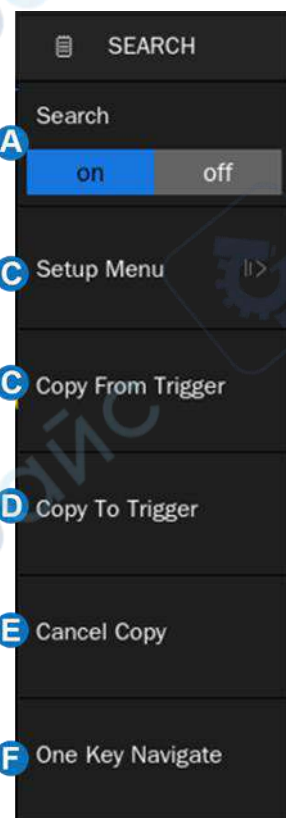 SEARCH
Search
A
on off
C Setup Menu
C Copy From Trigger
D Copy To Trigger
E Cancel Copy
F One Key Navigate